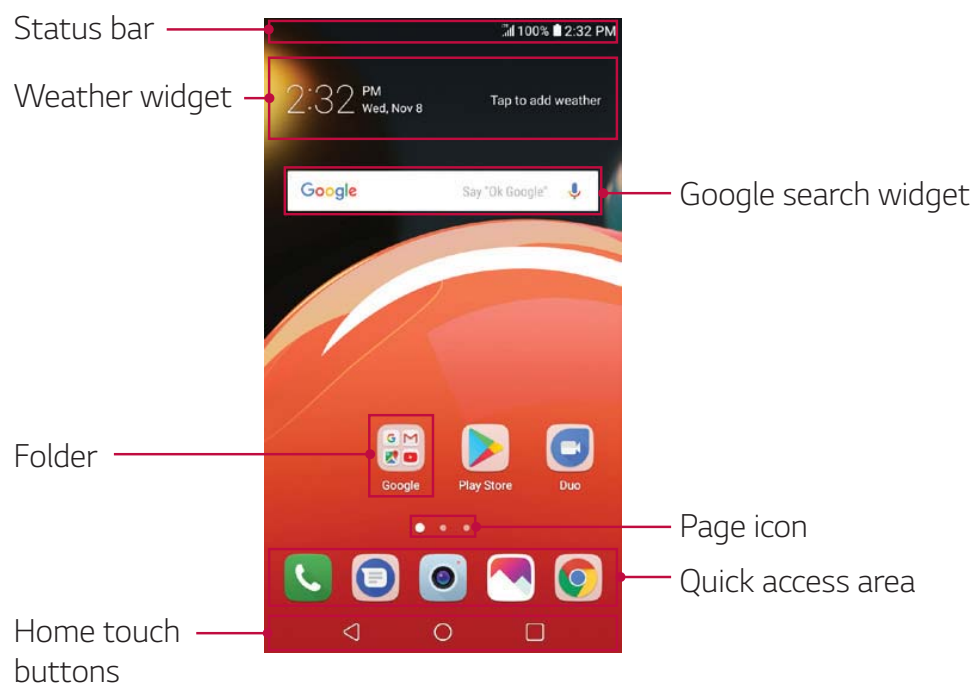 Status bar
100% 2:32 PM
Weather widget
2:32 PM
Wed, Nov 8
Tap to add weather
Google
Say "Ok Google"
Google search widget
Folder
G M
Google
Play Store
Duo
Page icon
Quick access area
Home touch
buttons